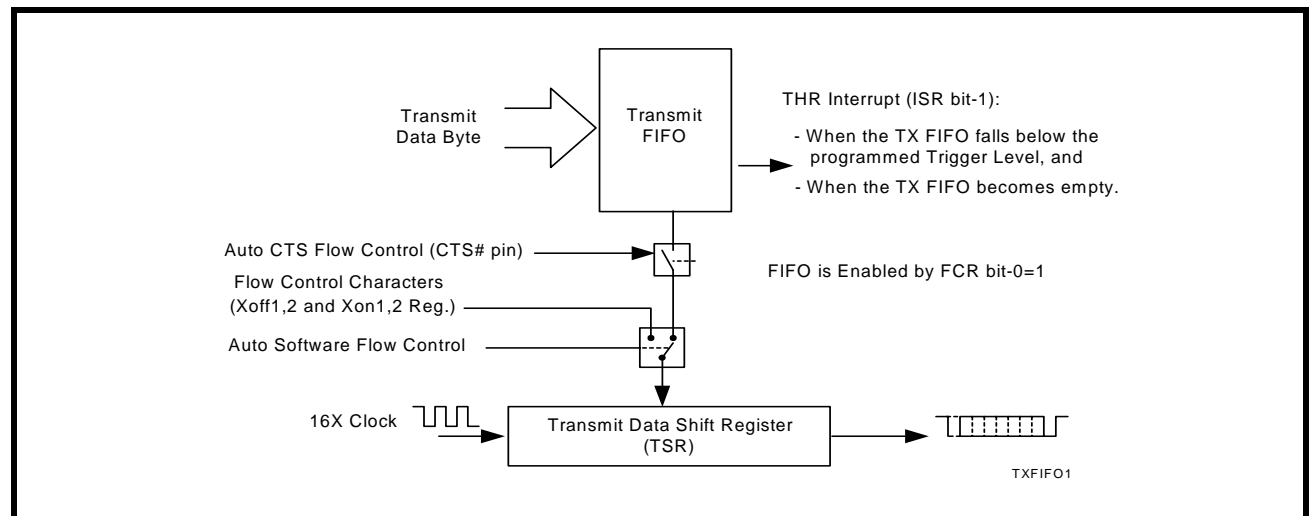 Transmit
Data Byte
Transmit
FIFO
THR Interrupt (ISR bit-1):
- When the TX FIFO falls below the
programmed Trigger Level, and
- When the TX FIFO becomes empty.
Auto CTS Flow Control (CTS# pin)
FIFO is Enabled by FCR bit-0=1
Flow Control Characters
(Xoff1,2 and Xon1,2 Reg.)
Auto Software Flow Control
16X Clock
Transmit Data Shift Register
(TSR)
TXFIFO1